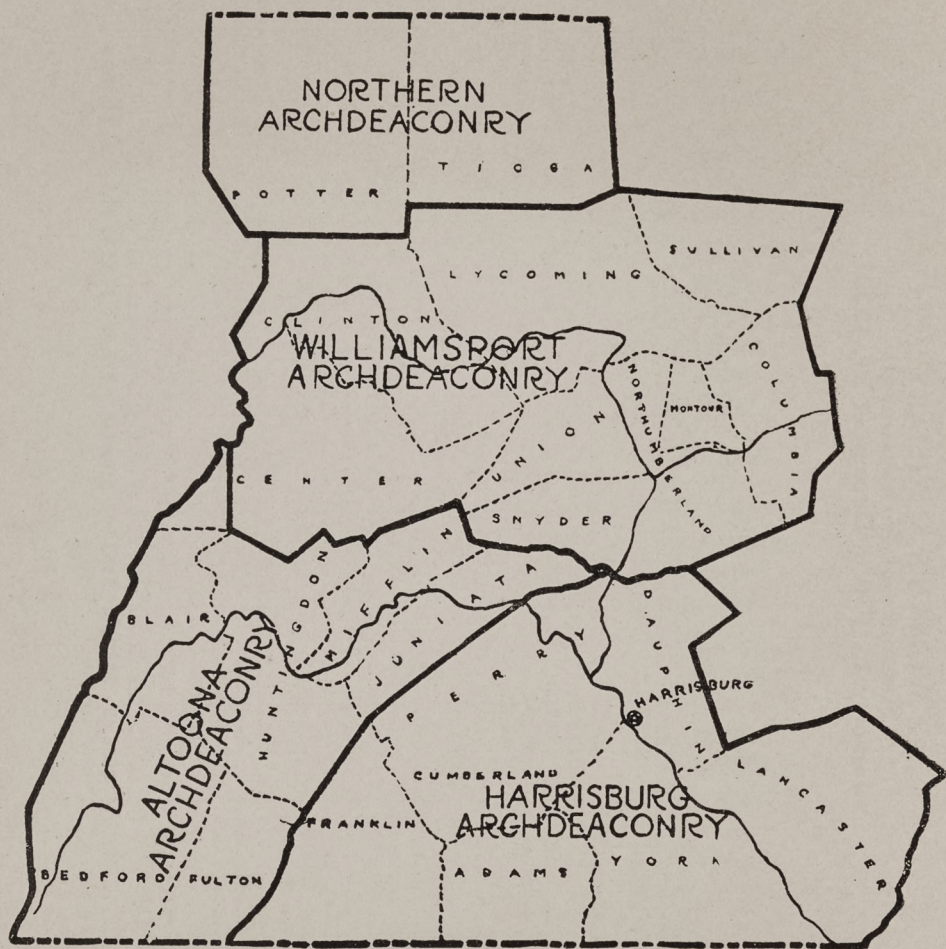 NORTHERN
ARCHDEACONRY
TIOGA
POTTER
SULLIVAN
LYCOMING
CLINTON
WILLIAMSPORT
ARCHDEACONRY
COLUMBIA
NORTHUMBERLAND
MONTOUR
UNION
CENTER
SNYDER
MIFFLIN
HUNTINGDON
JUNIATA
BLAIR
DAUPHIN
PERRY
HARRISBURG
ALTOONA
ARCHDEACONRY
CUMBERLAND
LANCASTER
HARRISBURG
ARCHDEACONRY
FRANKLIN
YORK
ADAMS
BEDFORD
FULTON